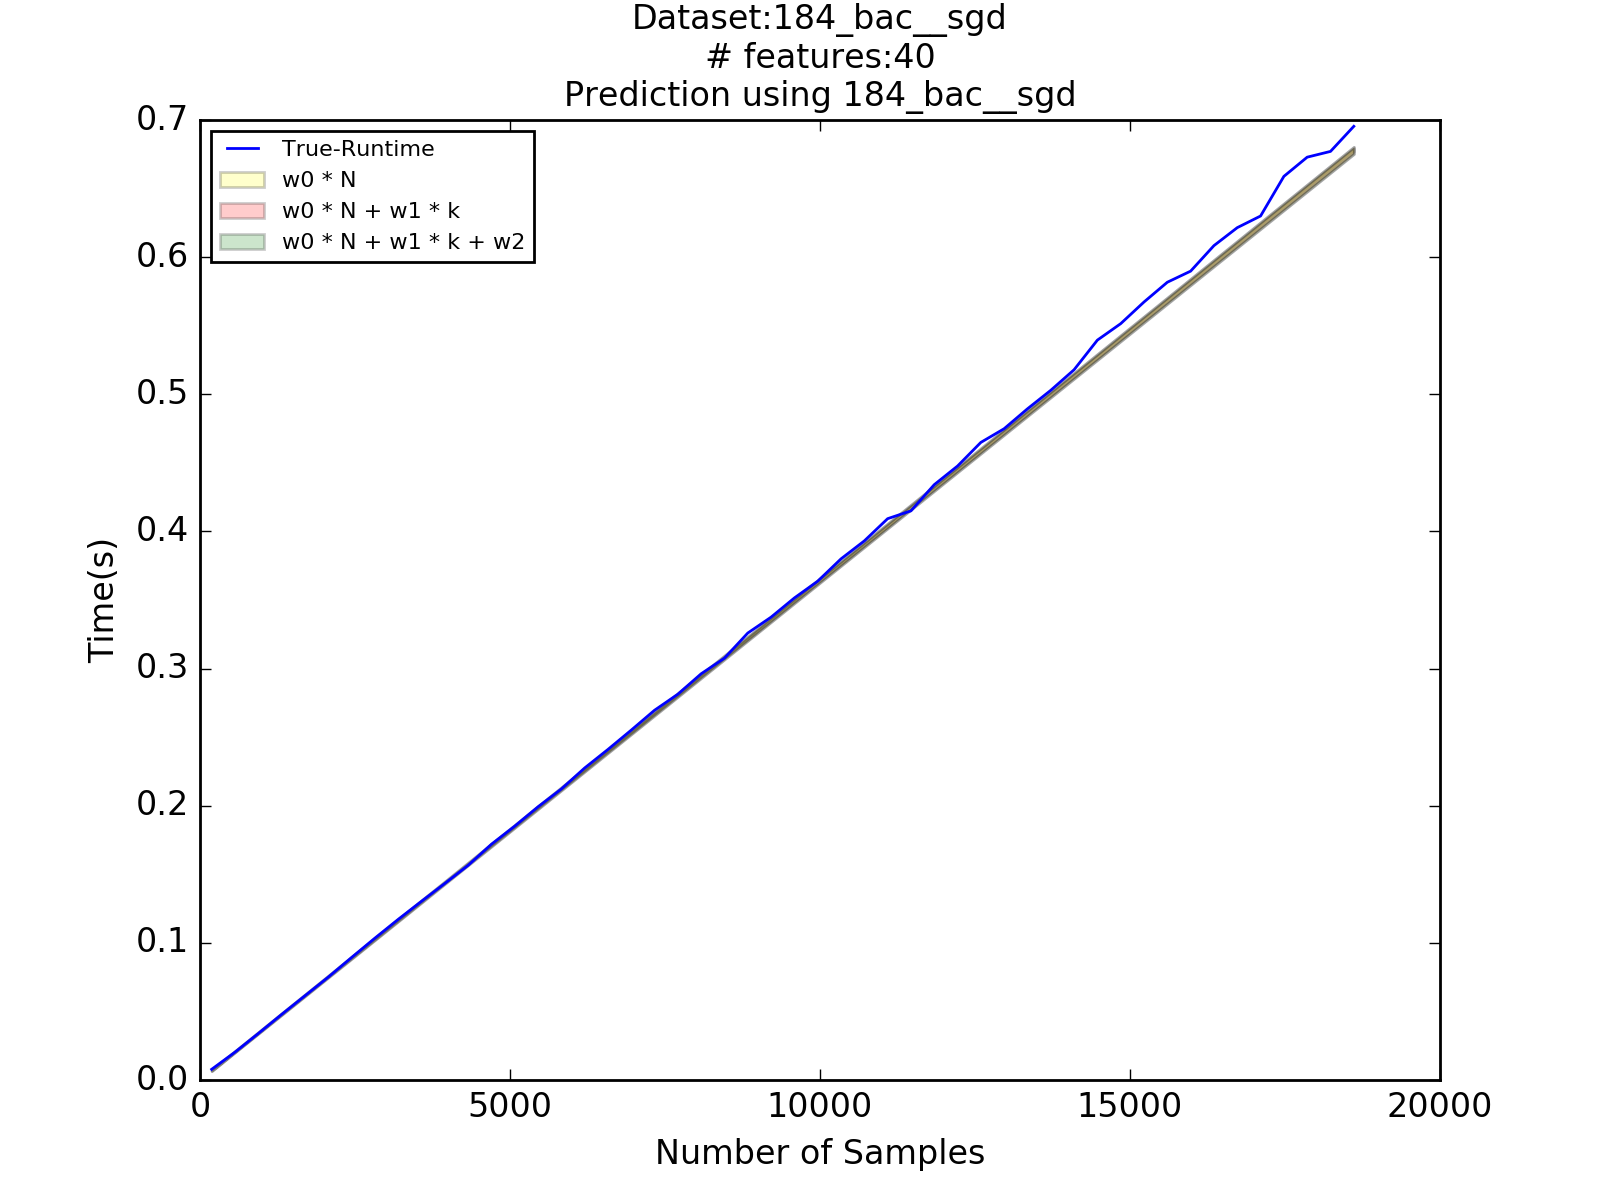 Dataset:184_bac__sgd
# features:40
Prediction using 184_bac__sgd
0.7
0.6
0.5
0.4
0.3
0.2
0.1
0.0
Time(s)
True-Runtime
w0 * N
w0 * N + w1 * k
w0 * N + w1 * k + w2
0 5000 10000 15000 20000
Number of Samples